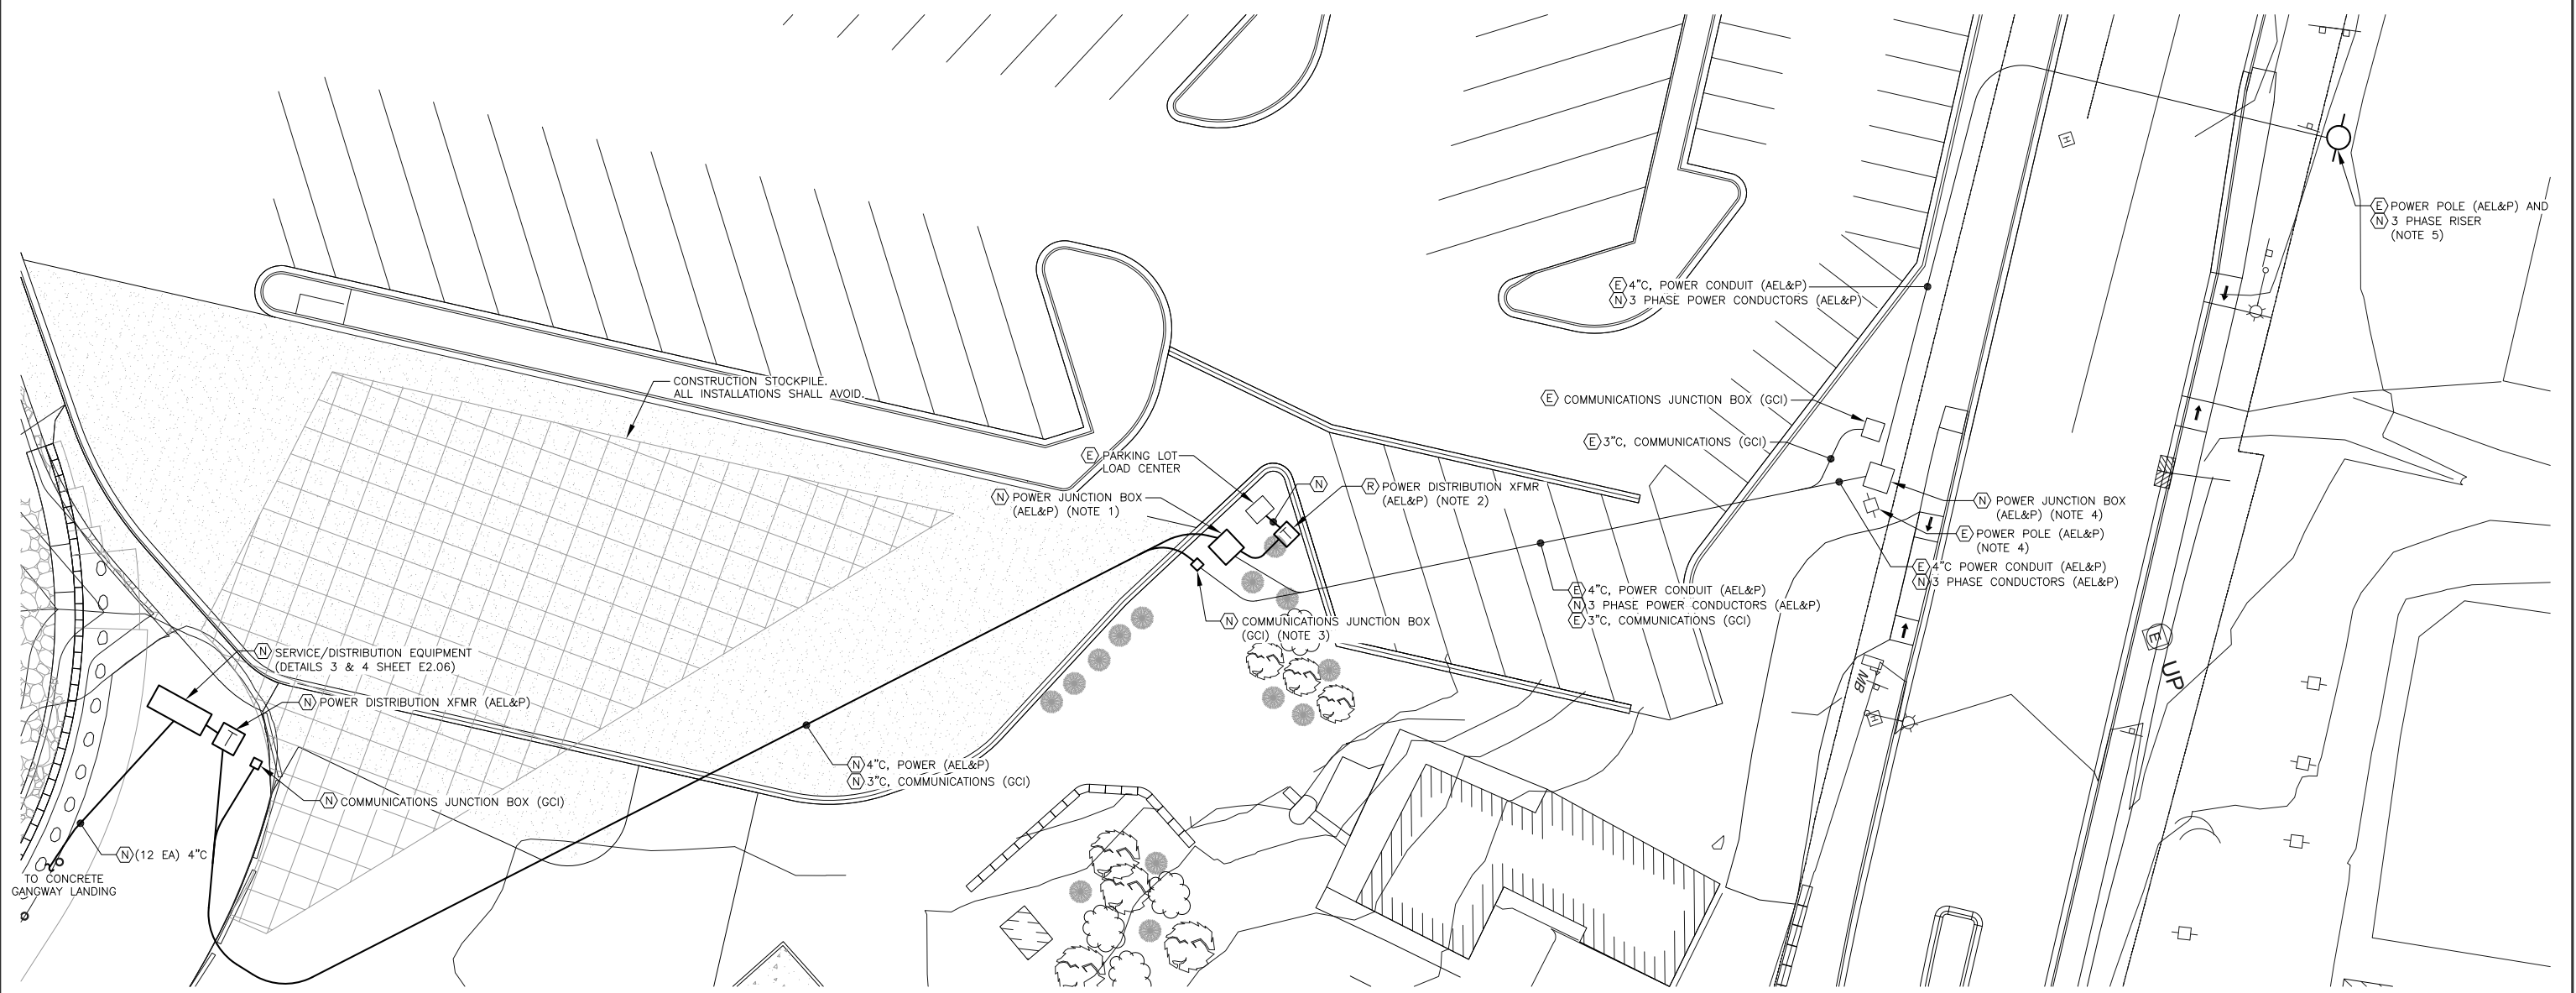 (E) POWER POLE (AEL&P) AND
(N) 3 PHASE RISER
(NOTE 5)
(E) 4"C, POWER CONDUIT (AEL&P)
(N) 3 PHASE POWER CONDUCTORS (AEL&P)
CONSTRUCTION STOCKPILE.
ALL INSTALLATIONS SHALL AVOID.
(E) COMMUNICATIONS JUNCTION BOX (GCI)
(E) 3"C, COMMUNICATIONS (GCI)
(E) PARKING LOT
LOAD CENTER
(N)
(N) POWER JUNCTION BOX
(AEL&P) (NOTE 1)
(R) POWER DISTRIBUTION XFMR
(AEL&P) (NOTE 2)
(N) POWER JUNCTION BOX
(AEL&P) (NOTE 4)
(E) POWER POLE (AEL&P)
(NOTE 4)
(E) 4"C POWER CONDUIT (AEL&P)
(N) 3 PHASE CONDUCTORS (AEL&P)
(E) 4"C, POWER CONDUIT (AEL&P)
(N) 3 PHASE POWER CONDUCTORS (AEL&P)
(E) 3"C, COMMUNICATIONS (GCI)
(N) COMMUNICATIONS JUNCTION BOX
(GCI) (NOTE 3)
(N) SERVICE/DISTRIBUTION EQUIPMENT
(DETAILS 3 & 4 SHEET E2.06)
(N) POWER DISTRIBUTION XFMR (AEL&P)
(N) 4"C, POWER (AEL&P)
(N) 3"C, COMMUNICATIONS (GCI)
(N) COMMUNICATIONS JUNCTION BOX (GCI)
(N) (12 EA) 4"C
TO CONCRETE
GANGWAY LANDING
T
T
H
H
E
UP
MB